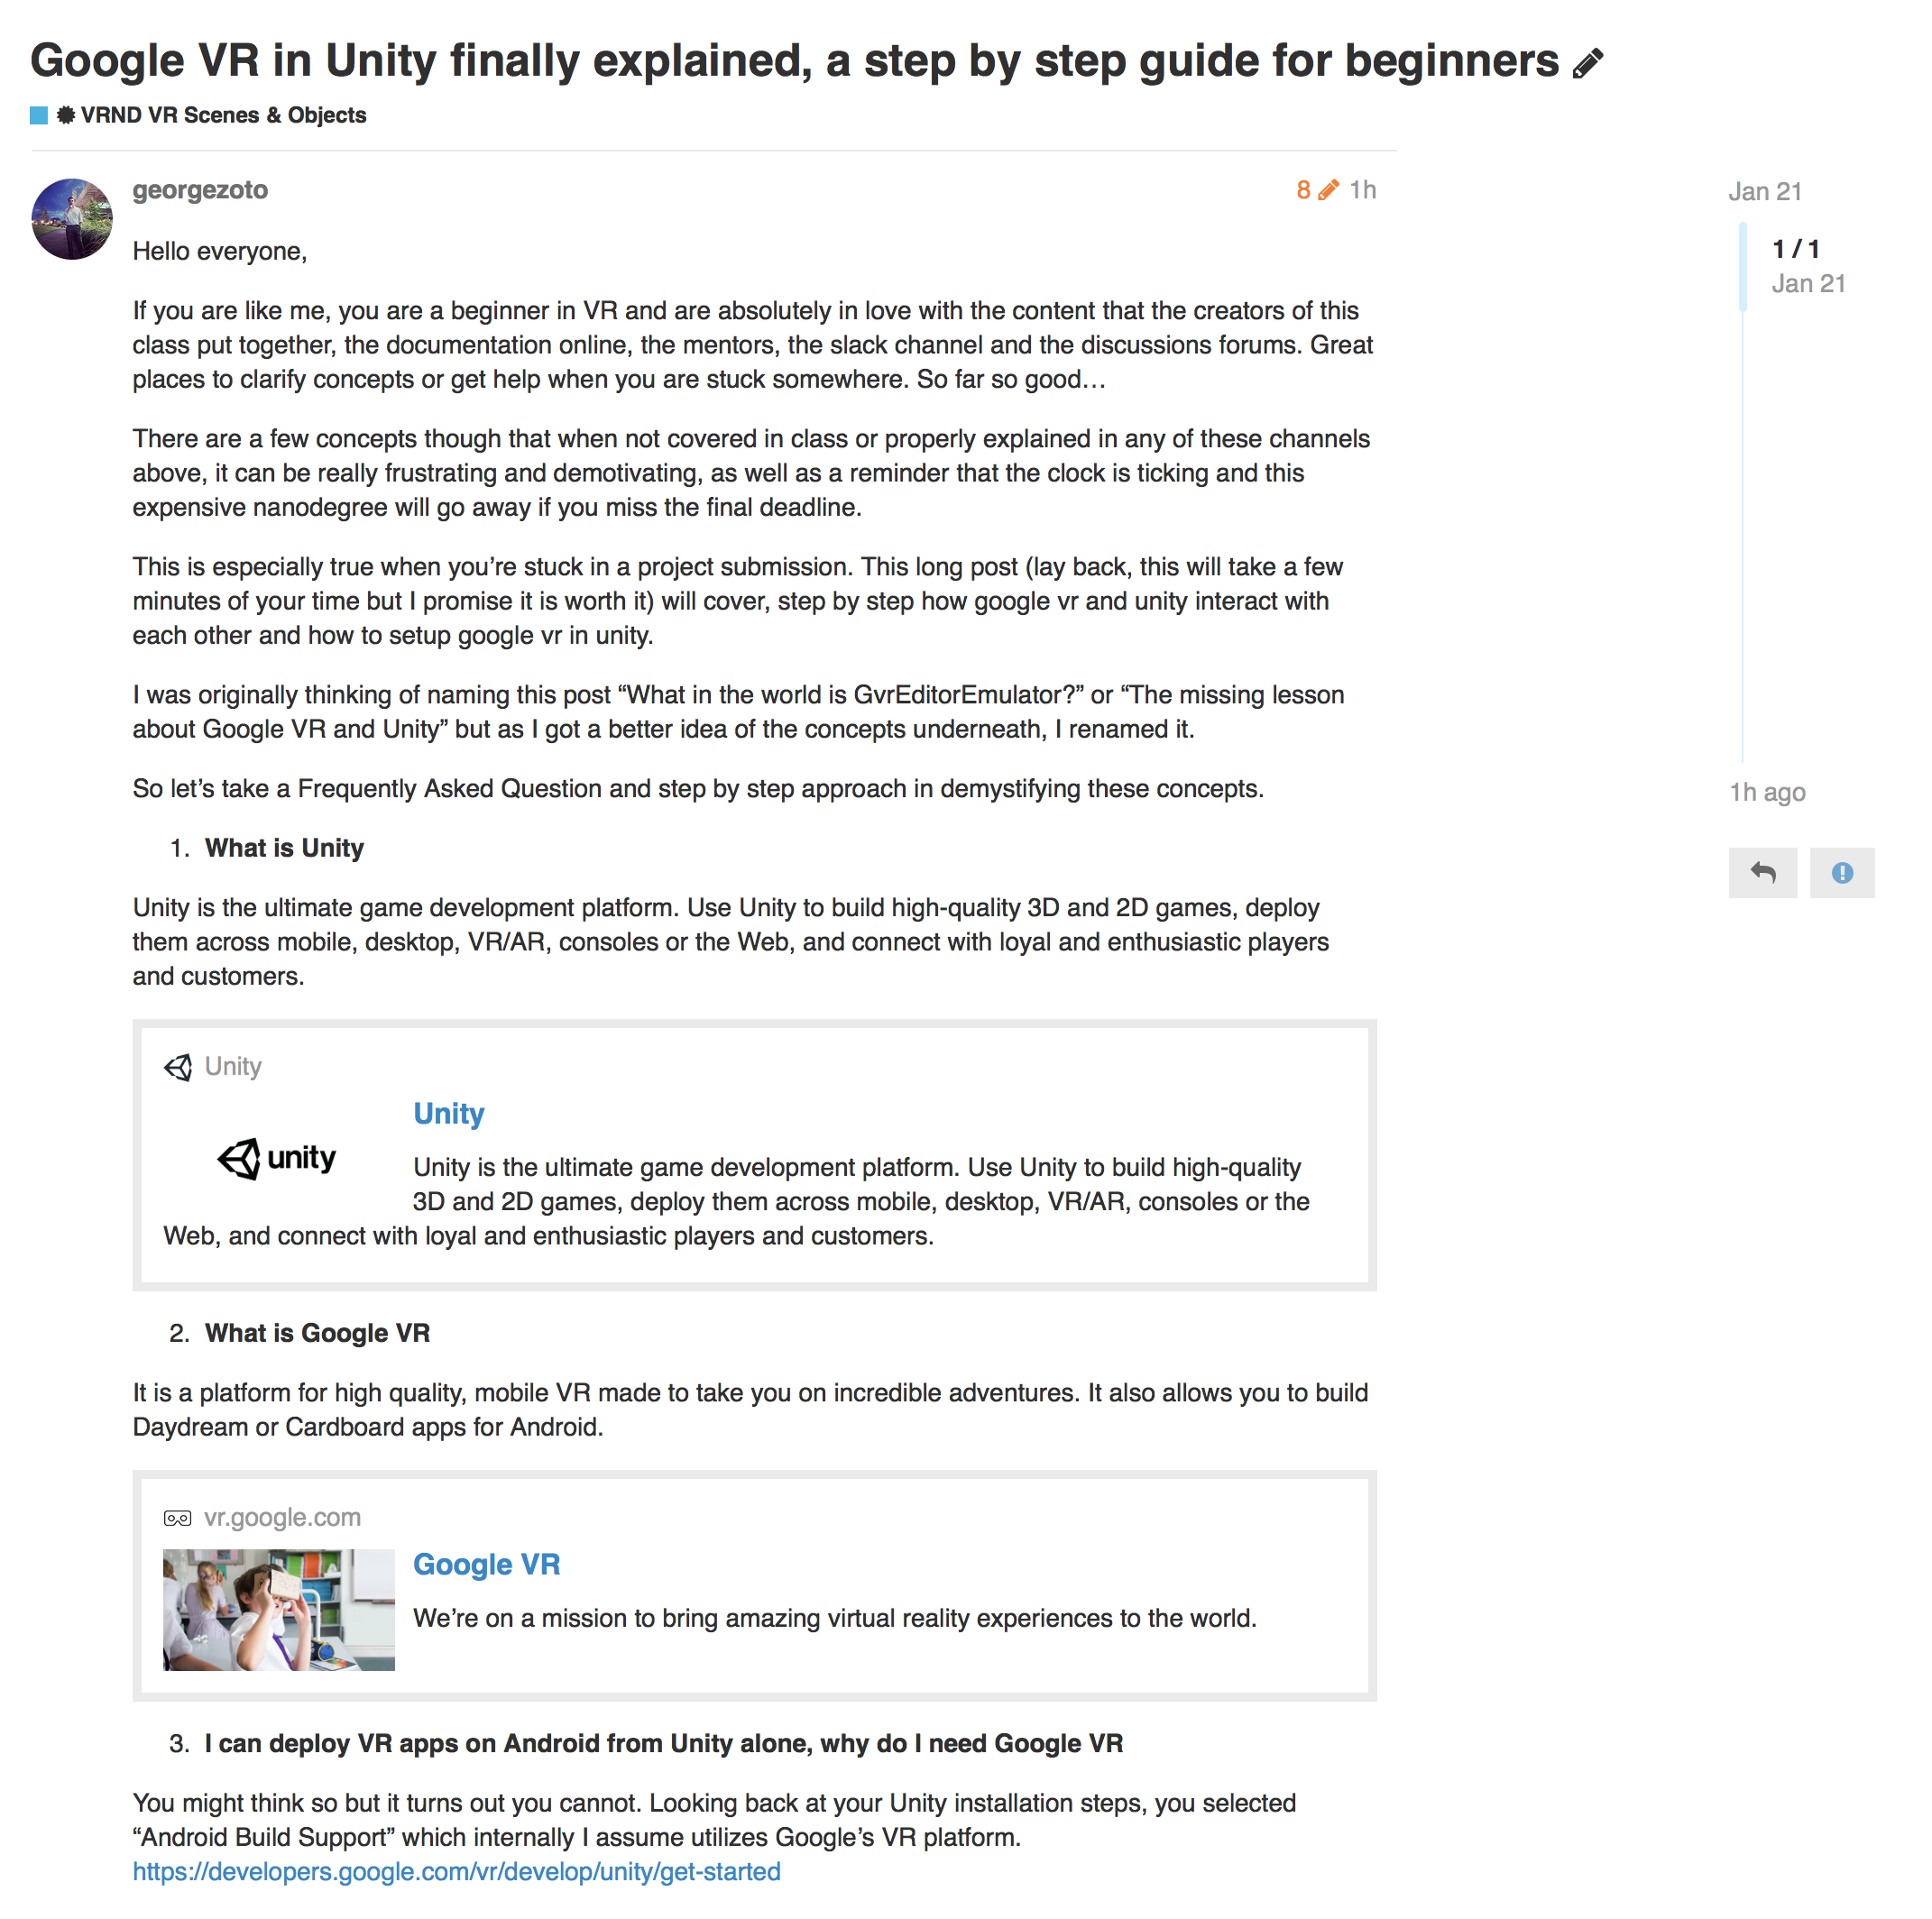 Google VR in Unity finally explained, a step by step guide for beginners
VRND VR Scenes & Objects
georgezoto
8 1h
Jan 21
1 / 1
Jan 21
Hello everyone,
If you are like me, you are a beginner in VR and are absolutely in love with the content that the creators of this
class put together, the documentation online, the mentors, the slack channel and the discussions forums. Great
places to clarify concepts or get help when you are stuck somewhere. So far so good…
There are a few concepts though that when not covered in class or properly explained in any of these channels
above, it can be really frustrating and demotivating, as well as a reminder that the clock is ticking and this
expensive nanodegree will go away if you miss the final deadline.
This is especially true when you’re stuck in a project submission. This long post (lay back, this will take a few
minutes of your time but I promise it is worth it) will cover, step by step how google vr and unity interact with
each other and how to setup google vr in unity.
I was originally thinking of naming this post “What in the world is GvrEditorEmulator?” or “The missing lesson
about Google VR and Unity” but as I got a better idea of the concepts underneath, I renamed it.
So let’s take a Frequently Asked Question and step by step approach in demystifying these concepts.
1h ago
1. What is Unity
Unity is the ultimate game development platform. Use Unity to build high-quality 3D and 2D games, deploy
them across mobile, desktop, VR/AR, consoles or the Web, and connect with loyal and enthusiastic players
and customers.
Unity
unity
Unity
Unity is the ultimate game development platform. Use Unity to build high-quality
3D and 2D games, deploy them across mobile, desktop, VR/AR, consoles or the
Web, and connect with loyal and enthusiastic players and customers.
2. What is Google VR
It is a platform for high quality, mobile VR made to take you on incredible adventures. It also allows you to build
Daydream or Cardboard apps for Android.
vr.google.com
Google VR
We’re on a mission to bring amazing virtual reality experiences to the world.
3. I can deploy VR apps on Android from Unity alone, why do I need Google VR
You might think so but it turns out you cannot. Looking back at your Unity installation steps, you selected
“Android Build Support” which internally I assume utilizes Google’s VR platform.
https://developers.google.com/vr/develop/unity/get-started